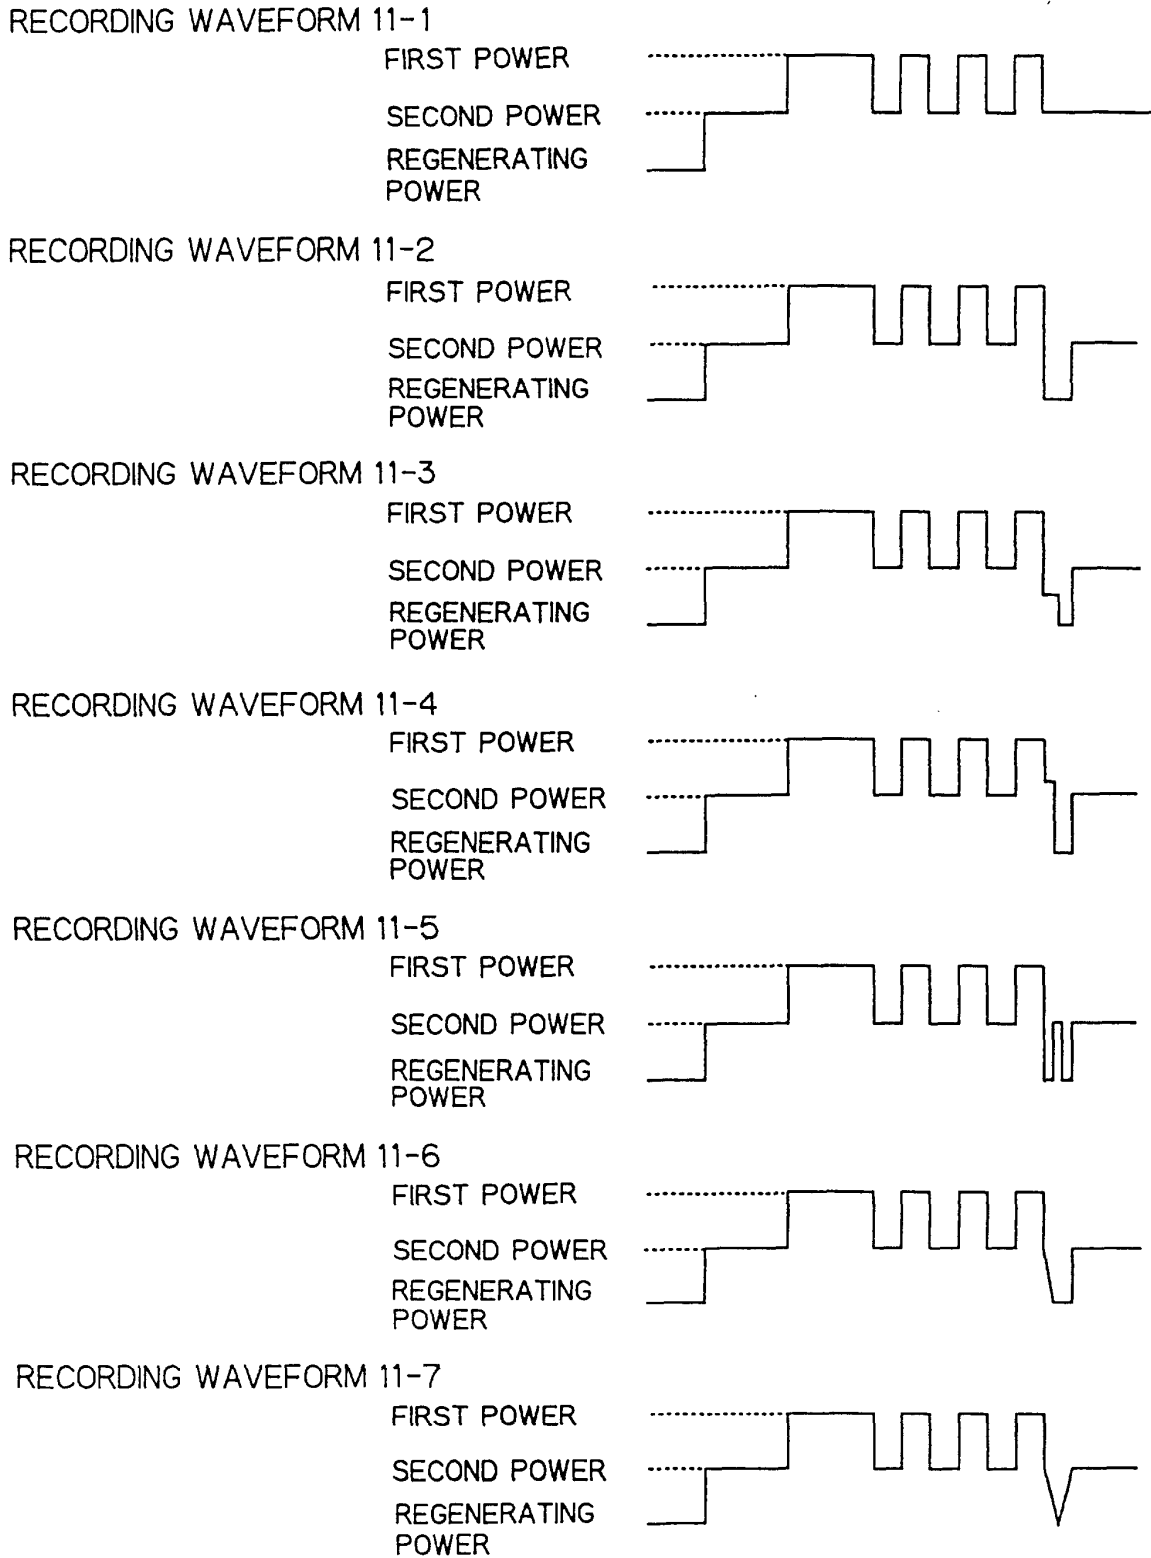 RECORDING WAVEFORM 11-1
FIRST POWER
SECOND POWER
REGENERATING
POWER
RECORDING WAVEFORM 11-2
FIRST POWER
SECOND POWER
REGENERATING
POWER
RECORDING WAVEFORM 11-3
FIRST POWER
SECOND POWER
REGENERATING
POWER
RECORDING WAVEFORM 11-4
FIRST POWER
SECOND POWER
REGENERATING
POWER
RECORDING WAVEFORM 11-5
FIRST POWER
SECOND POWER
REGENERATING
POWER
RECORDING WAVEFORM 11-6
FIRST POWER
SECOND POWER
REGENERATING
POWER
RECORDING WAVEFORM 11-7
FIRST POWER
SECOND POWER
REGENERATING
POWER